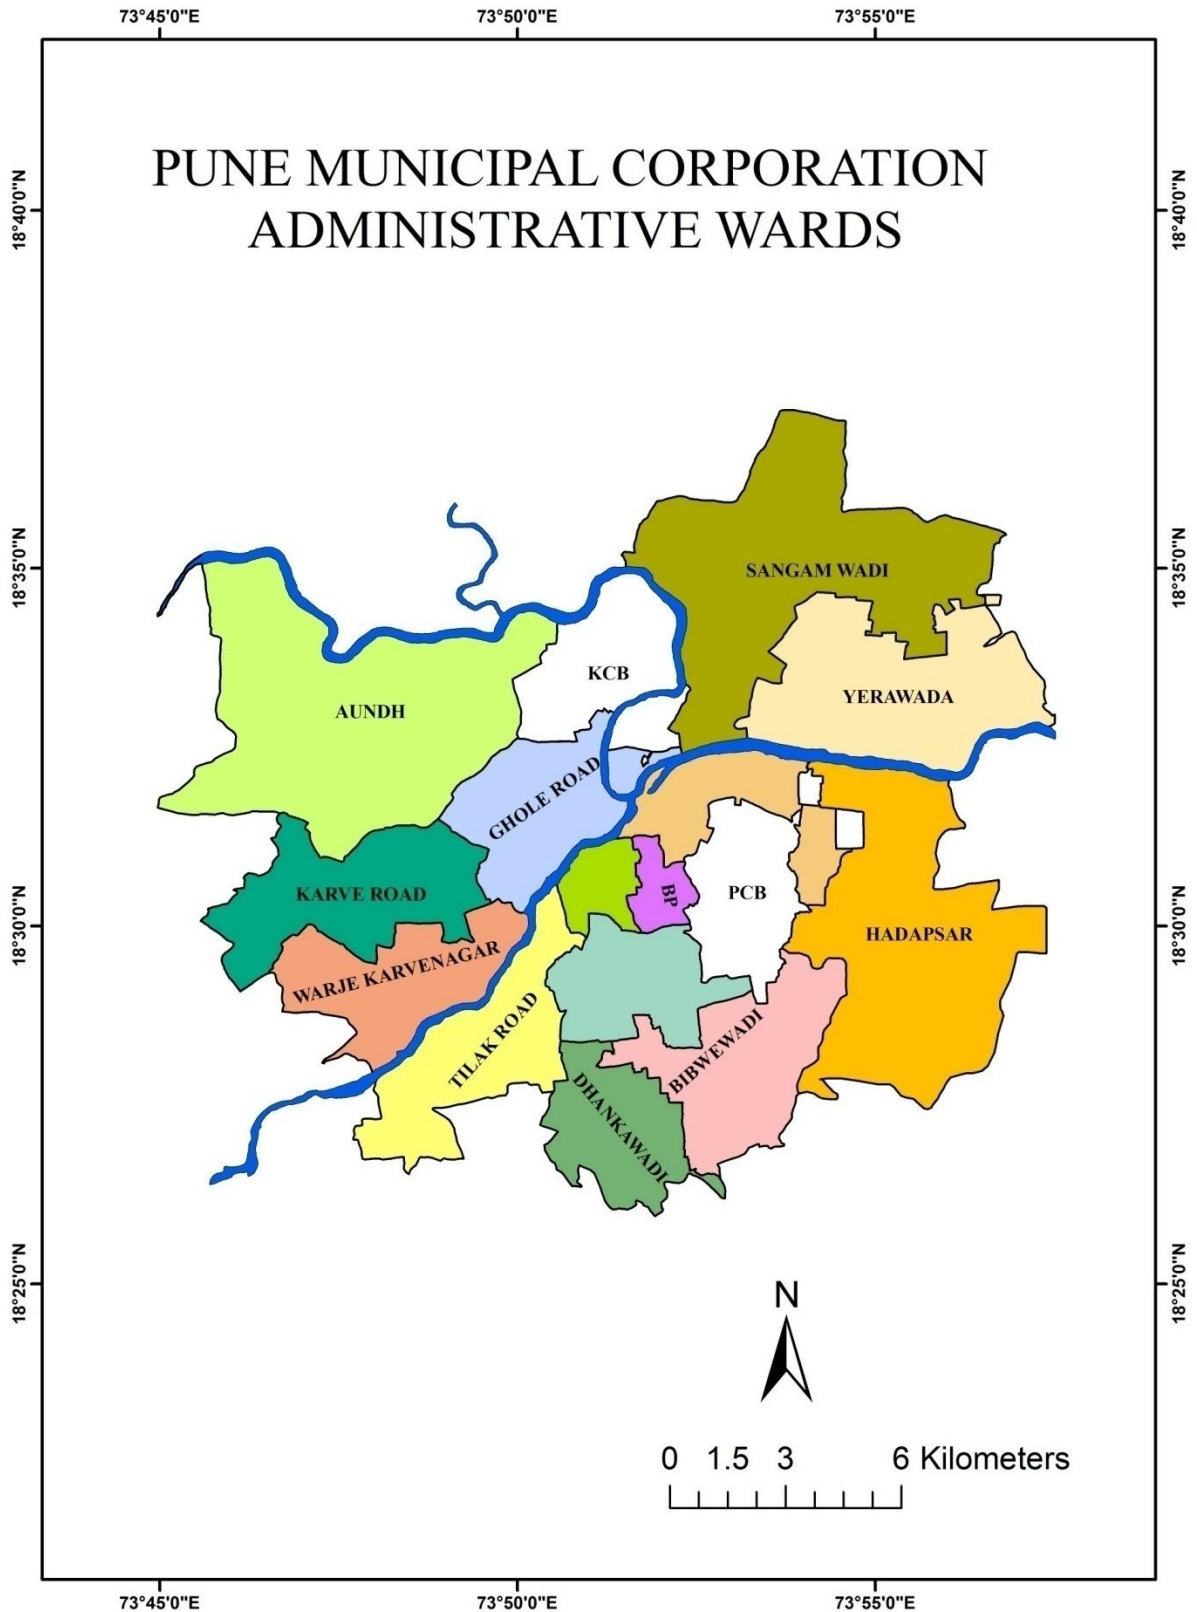 73°45'0"E 73°50'0"E 73°55'0"E
PUNE MUNICIPAL CORPORATION
ADMINISTRATIVE WARDS
18°40'0"N 18°40'0"N
18°35'0"N 18°35'0"N
SANGAM WADI
KCB
YERAWADA
AUNDH
GHOLE ROAD
KARVE ROAD
BP
PCB
HADAPSAR
18°30'0"N 18°30'0"N
WARJE KARVENAGAR
TILAK ROAD
BIBWEWADI
DHANKAWADI
18°25'0"N 18°25'0"N
N
0 1.5 3 6 Kilometers
73°45'0"E 73°50'0"E 73°55'0"E